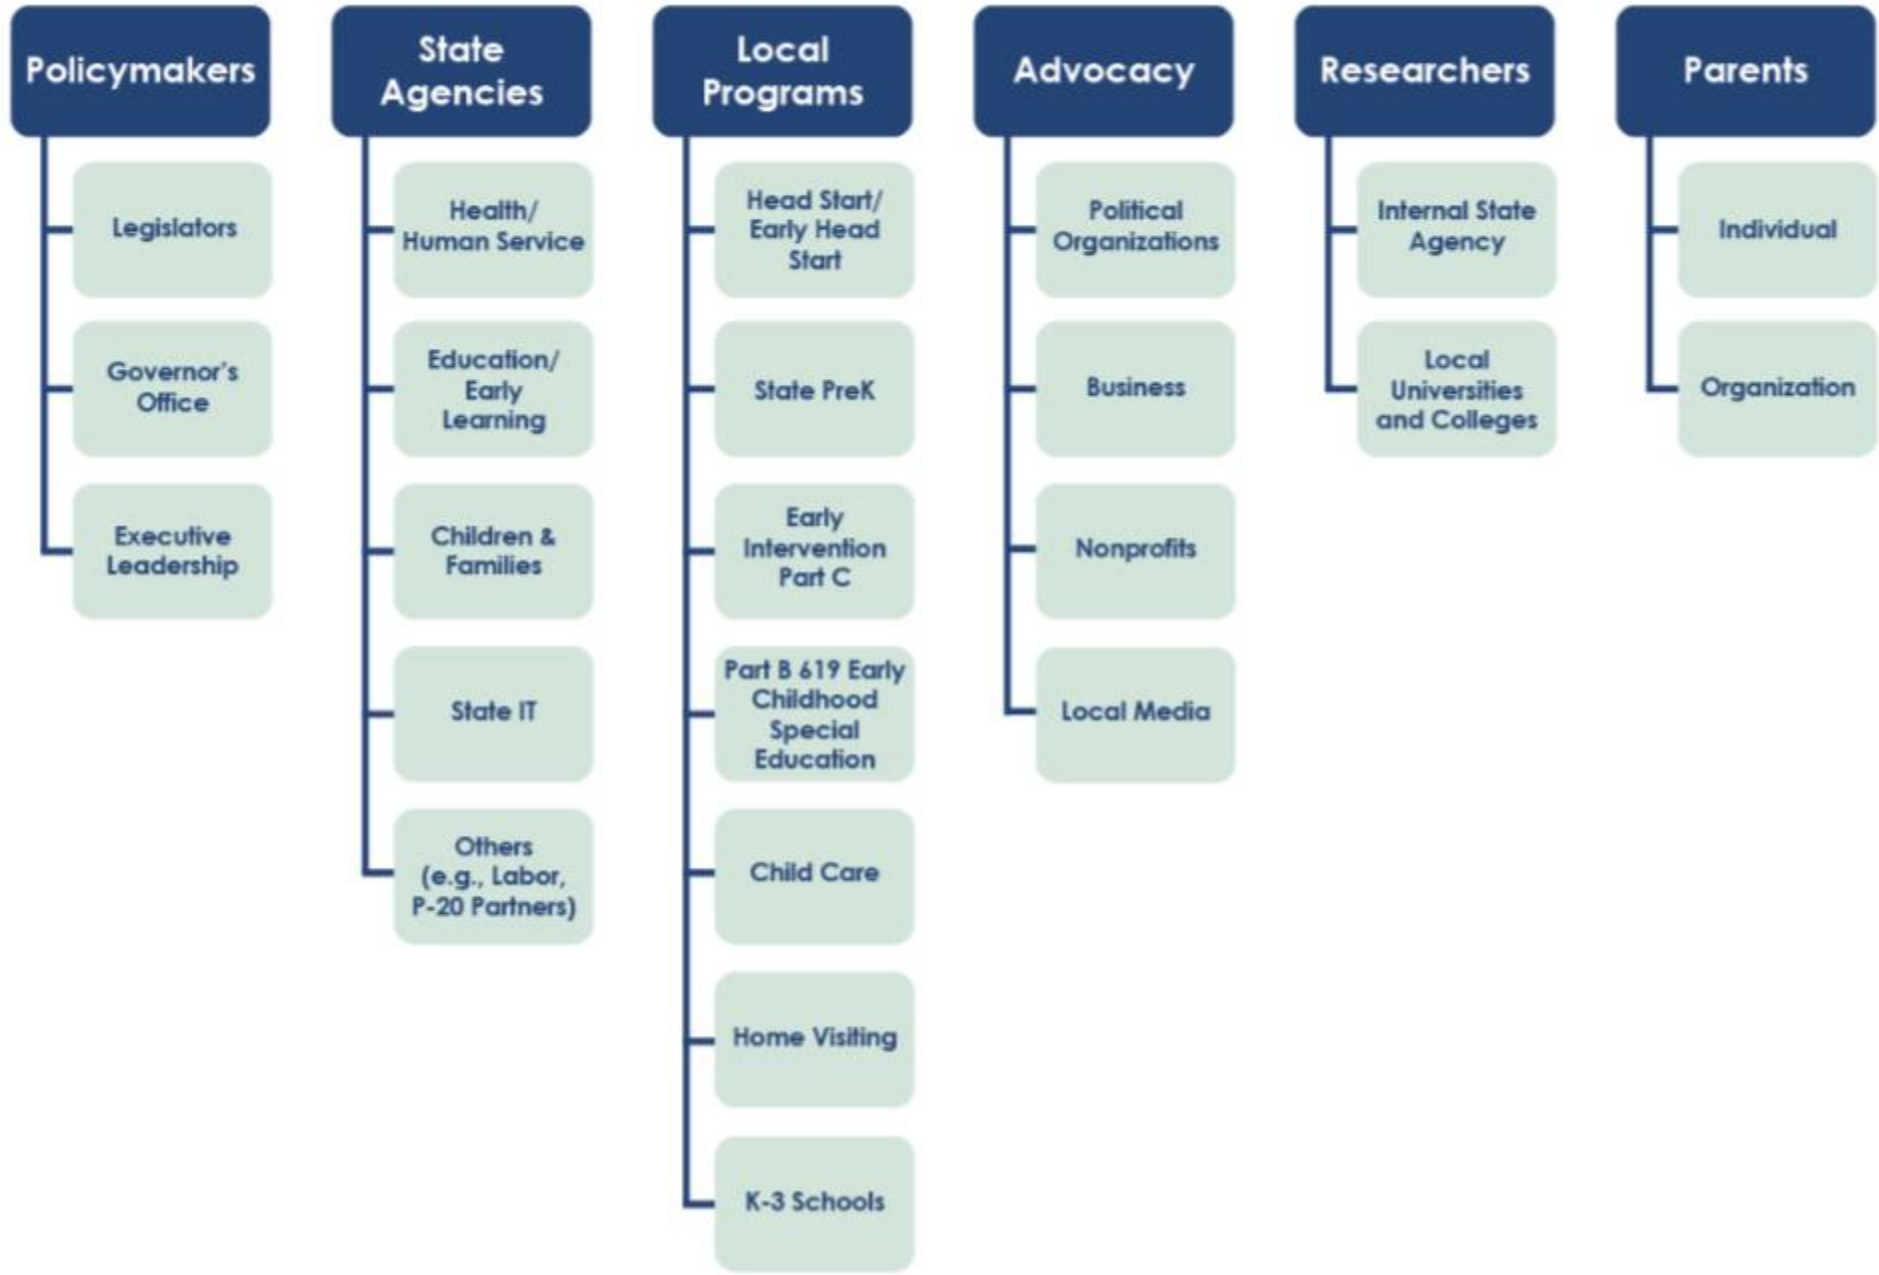 Policymakers
Legislators
Governor's
Office
Executive
Leadership
State
Agencies
Health/
Human Service
Education/
Early
Learning
Children &
Families
State IT
Others
(e.g., Labor,
P-20 Partners)
Local
Programs
Head Start/
Early Head
Start
State PreK
Early
Intervention
Part C
Part B 619 Early
Childhood
Special
Education
Child Care
Home Visiting
K-3 Schools
Advocacy
Political
Organizations
Business
Nonprofits
Local Media
Researchers
Internal State
Agency
Local
Universities
and Colleges
Parents
Individual
Organization